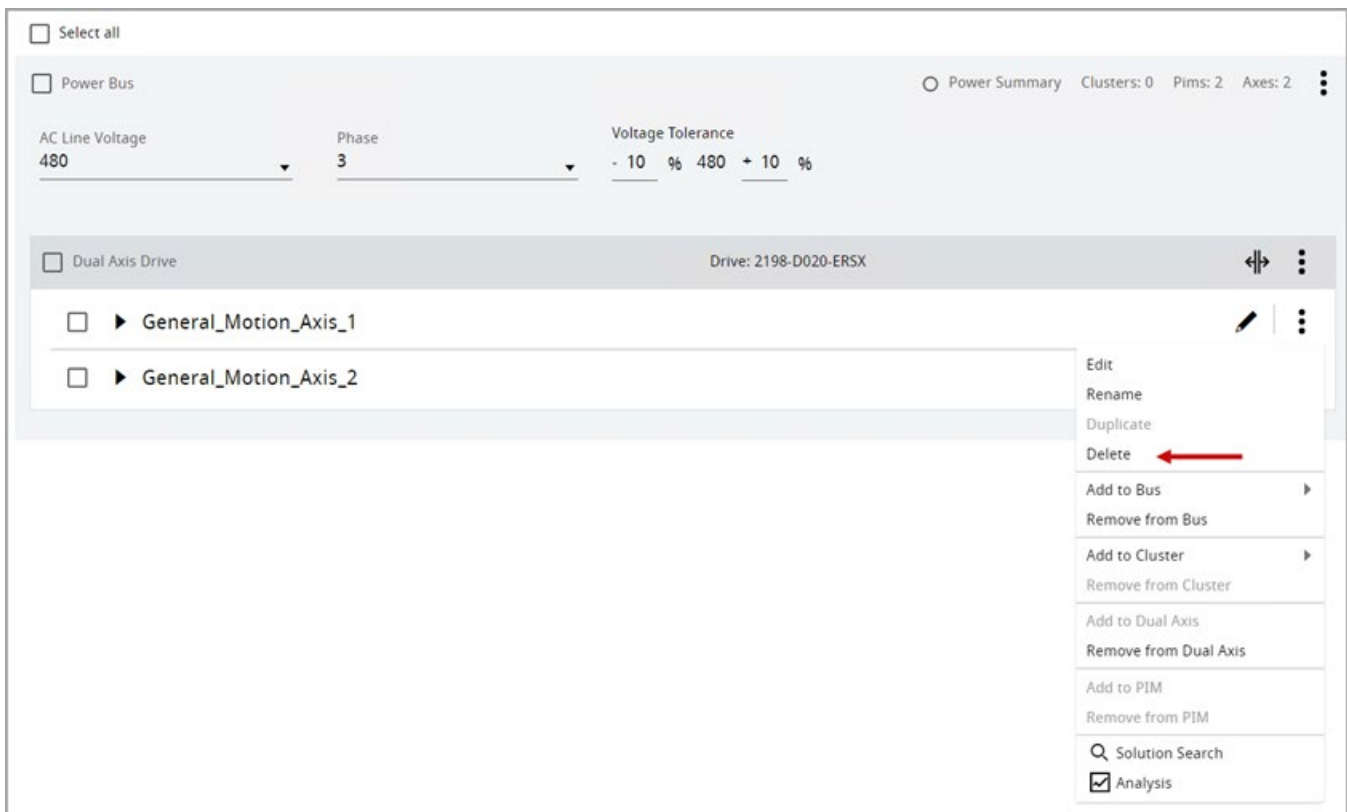 Select all
Power Bus Power Summary Clusters: 0 Pims: 2 Axes: 2
AC Line Voltage Phase Voltage Tolerance
480 3 - 10 % 480 + 10 %
Dual Axis Drive Drive: 2198-D020-ERSX
General_Motion_Axis_1
General_Motion_Axis_2
Edit
Rename
Duplicate
Delete
Add to Bus
Remove from Bus
Add to Cluster
Remove from Cluster
Add to Dual Axis
Remove from Dual Axis
Add to PIM
Remove from PIM
Solution Search
Analysis